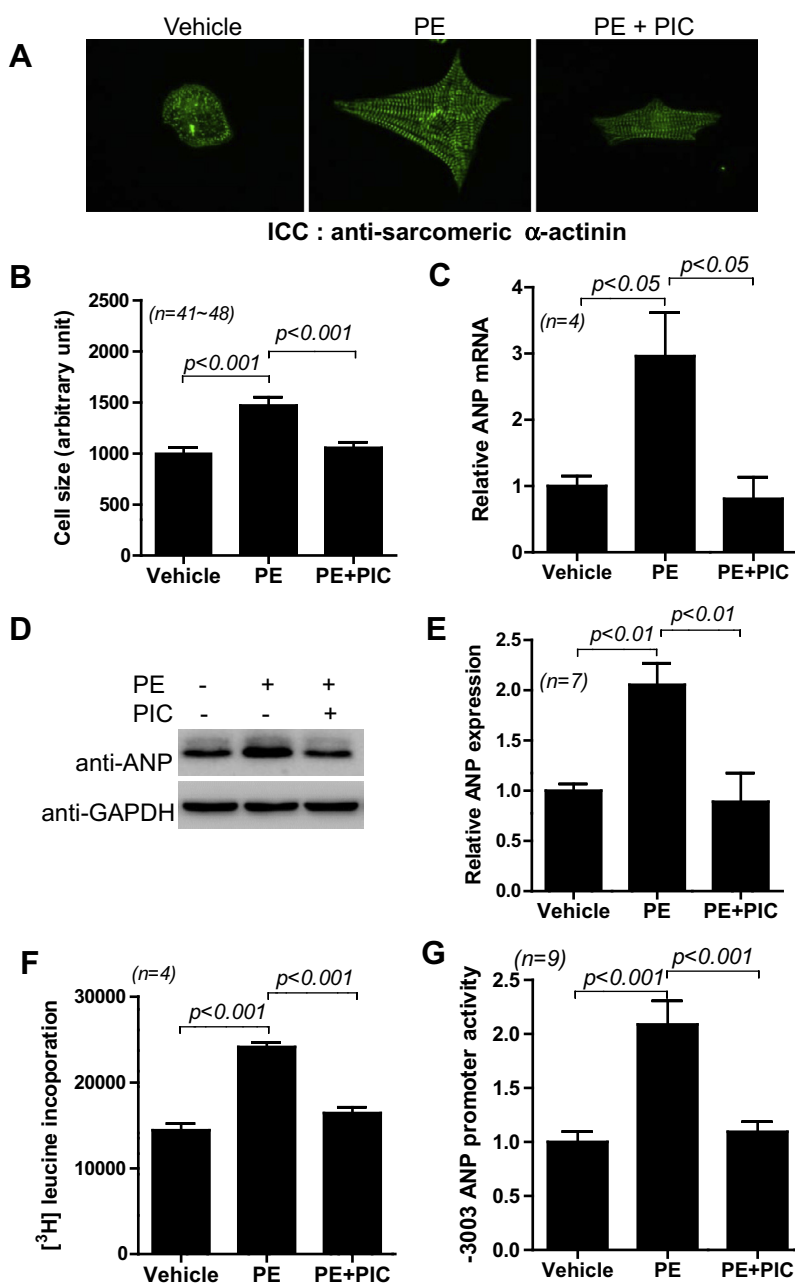 A
Vehicle PE PE + PIC
ICC : anti-sarcomeric α-actinin
B
Cell size (arbitrary unit)
2500
2000
1500
1000
500
0
(n=41~48)
p<0.001
p<0.001
Vehicle PE PE+PIC
C
Relative ANP mRNA
4
3
2
1
0
(n=4)
p<0.05
p<0.05
Vehicle PE PE+PIC
D
PE - + +
PIC - - +
anti-ANP
anti-GAPDH
E
Relative ANP expression
2.5
2.0
1.5
1.0
0.5
0.0
(n=7)
p<0.01
p<0.01
Vehicle PE PE+PIC
F
[³H] leucine incoporation
30000
20000
10000
0
(n=4)
p<0.001
p<0.001
Vehicle PE PE+PIC
G
-3003 ANP promoter activity
2.5
2.0
1.5
1.0
0.5
0.0
(n=9)
p<0.001
p<0.001
Vehicle PE PE+PIC